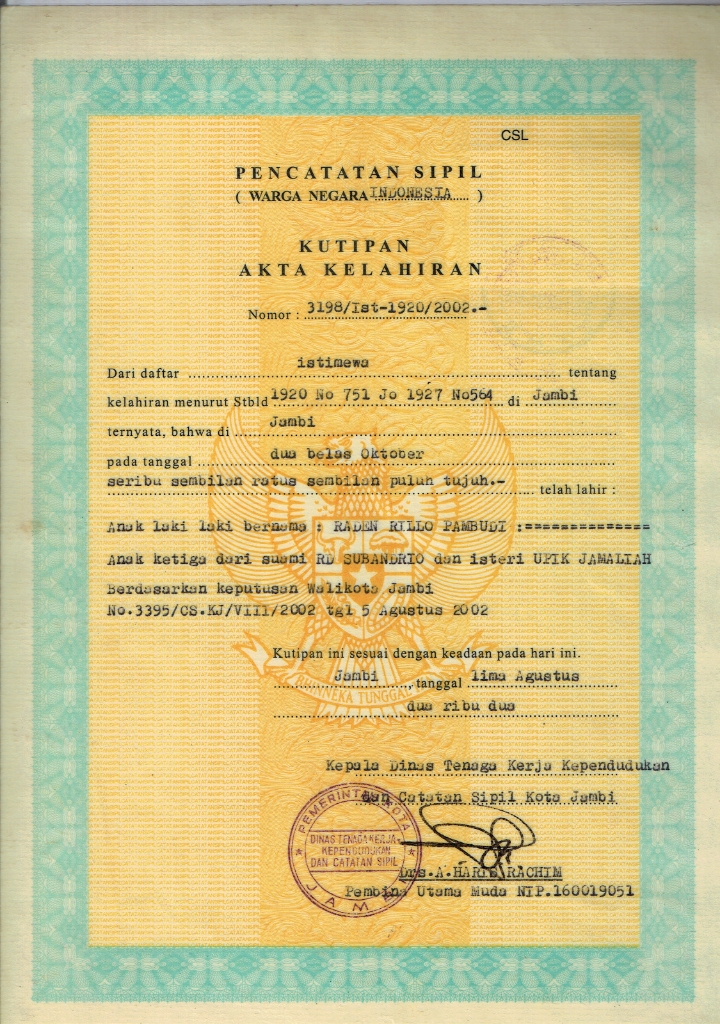 CSL
PENCATATAN SIPIL
( WARGA NEGARA INDONESIA )
KUTIPAN
AKTA KELAHIRAN
Nomor : 3198/Ist-1920/2002.-
Dari daftar istimewa tentang
kelahiran menurut Stbld 1920 No 751 Jo 1927 No564 di Jambi
ternyata, bahwa di Jambi
pada tanggal dua belas Oktober
seribu sembilan ratus sembilan puluh tujuh.- telah lahir :
Anak laki laki bernama : RADEN RILLO PAMBUDI :=============
Anak ketiga dari suami RD SUBANDRIO dan isteri UPIK JAMALIAH
Berdasarkan keputusan Walikota Jambi
No.3395/CS.KJ/VIII/2002 tgl 5 Agustus 2002
BHINNEKA TUNGGAL
Kutipan ini sesuai dengan keadaan pada hari ini.
Jambi, tanggal lima Agustus
dua ribu dua
Kepala Dinas Tenaga Kerja Kependudukan
dan Catatan Sipil Kota Jambi
PEMERINTAH KOTA
DINAS TENAGA KERJA
KEPENDUDUKAN
DAN CATATAN SIPIL
JAMBI
Drs.A.HARIS RACHIM
Pembina Utama Muda NIP.160019051